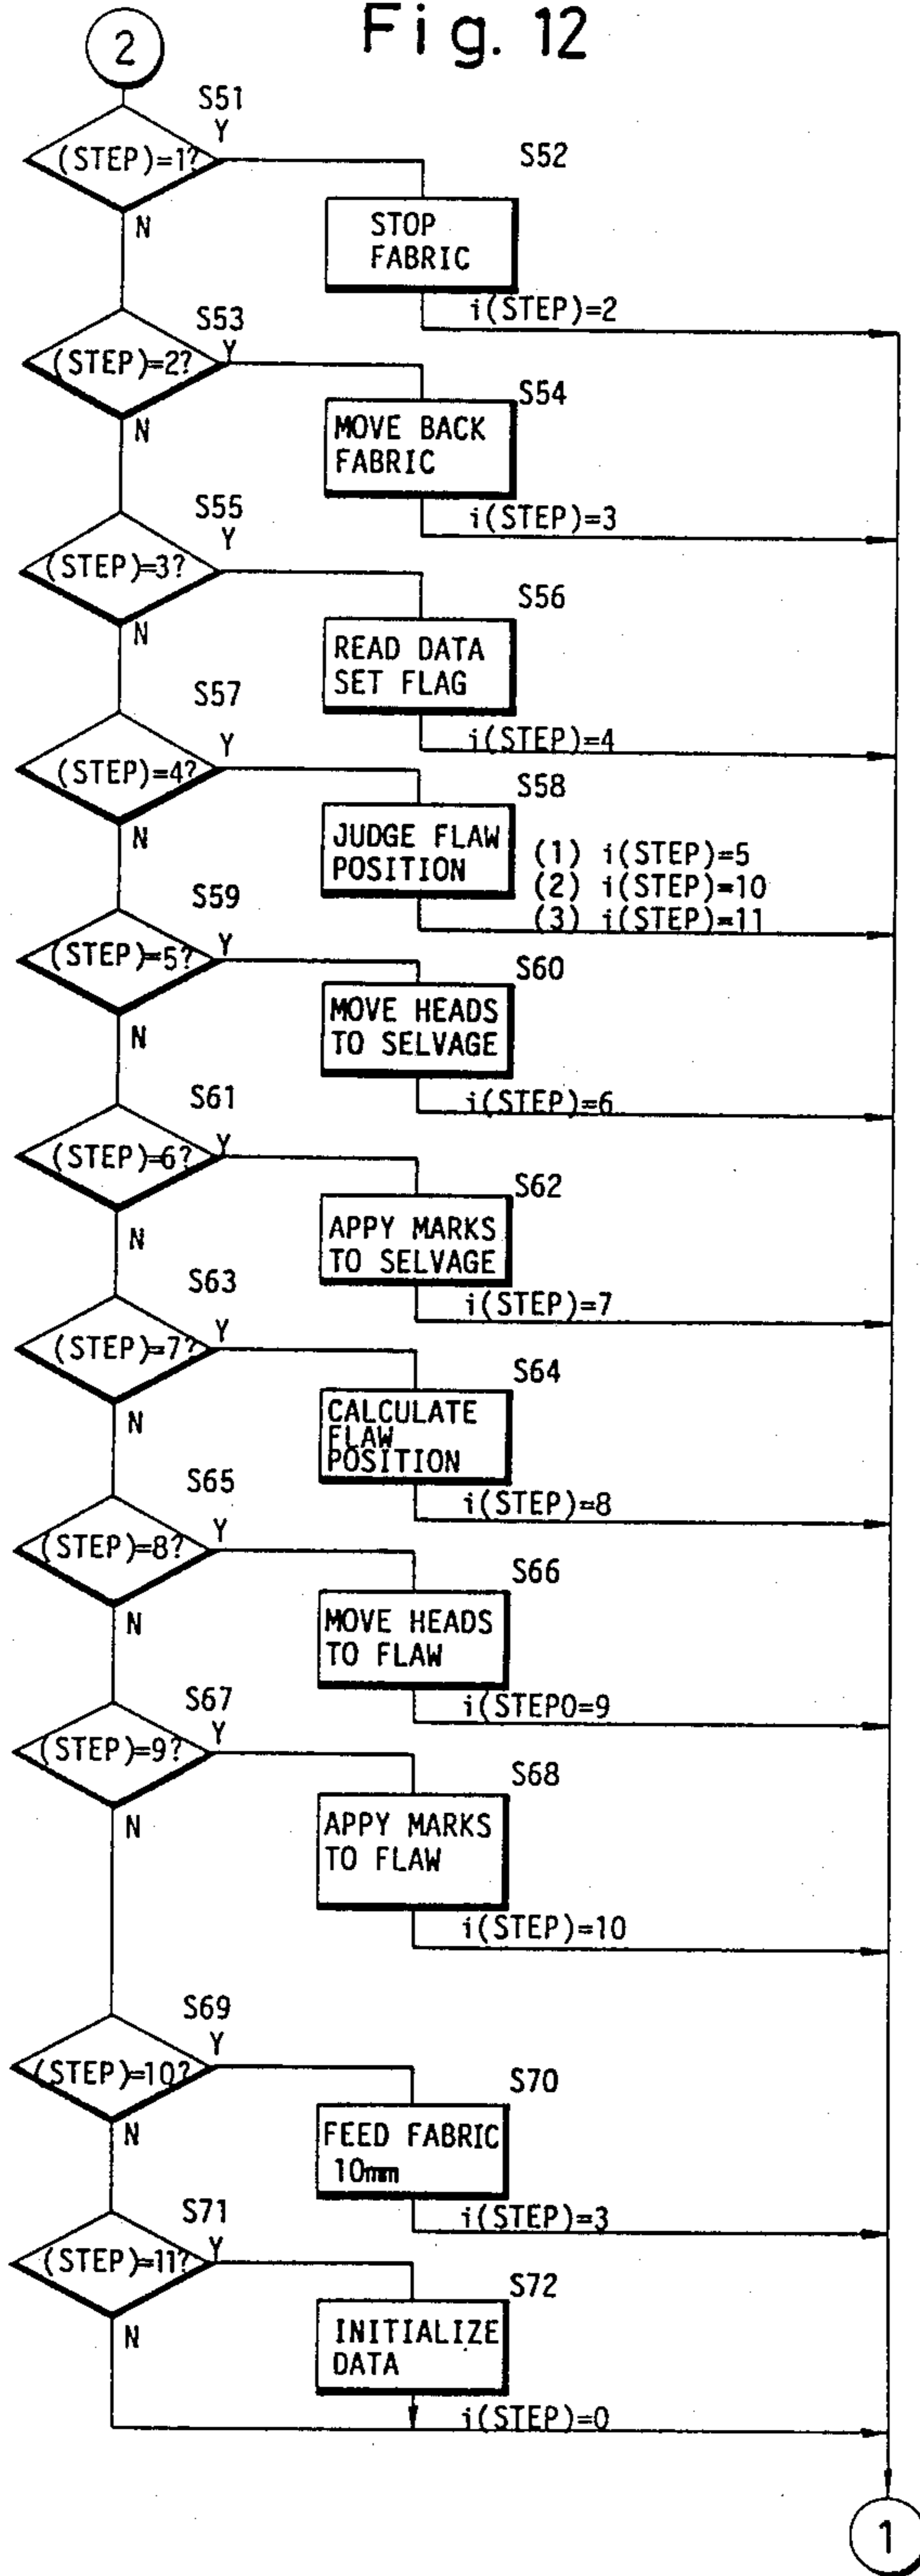 Fig. 12
2
S51
Y
(STEP)=1?
N
S52
STOP
FABRIC
i(STEP)=2
S53
Y
(STEP)=2?
N
S54
MOVE BACK
FABRIC
i(STEP)=3
S55
Y
(STEP)=3?
N
S56
READ DATA
SET FLAG
i(STEP)=4
S57
Y
(STEP)=4?
N
S58
JUDGE FLAW
POSITION
(1) i(STEP)=5
(2) i(STEP)=10
(3) i(STEP)=11
S59
Y
(STEP)=5?
N
S60
MOVE HEADS
TO SELVAGE
i(STEP)=6
S61
Y
(STEP)=6?
N
S62
APPY MARKS
TO SELVAGE
i(STEP)=7
S63
Y
(STEP)=7?
N
S64
CALCULATE
FLAW
POSITION
i(STEP)=8
S65
Y
(STEP)=8?
N
S66
MOVE HEADS
TO FLAW
i(STEPO=9
S67
Y
(STEP)=9?
N
S68
APPY MARKS
TO FLAW
i(STEP)=10
S69
Y
(STEP)=10?
N
S70
FEED FABRIC
10mm
i(STEP)=3
S71
Y
(STEP)=11?
N
S72
INITIALIZE
DATA
i(STEP)=0
1